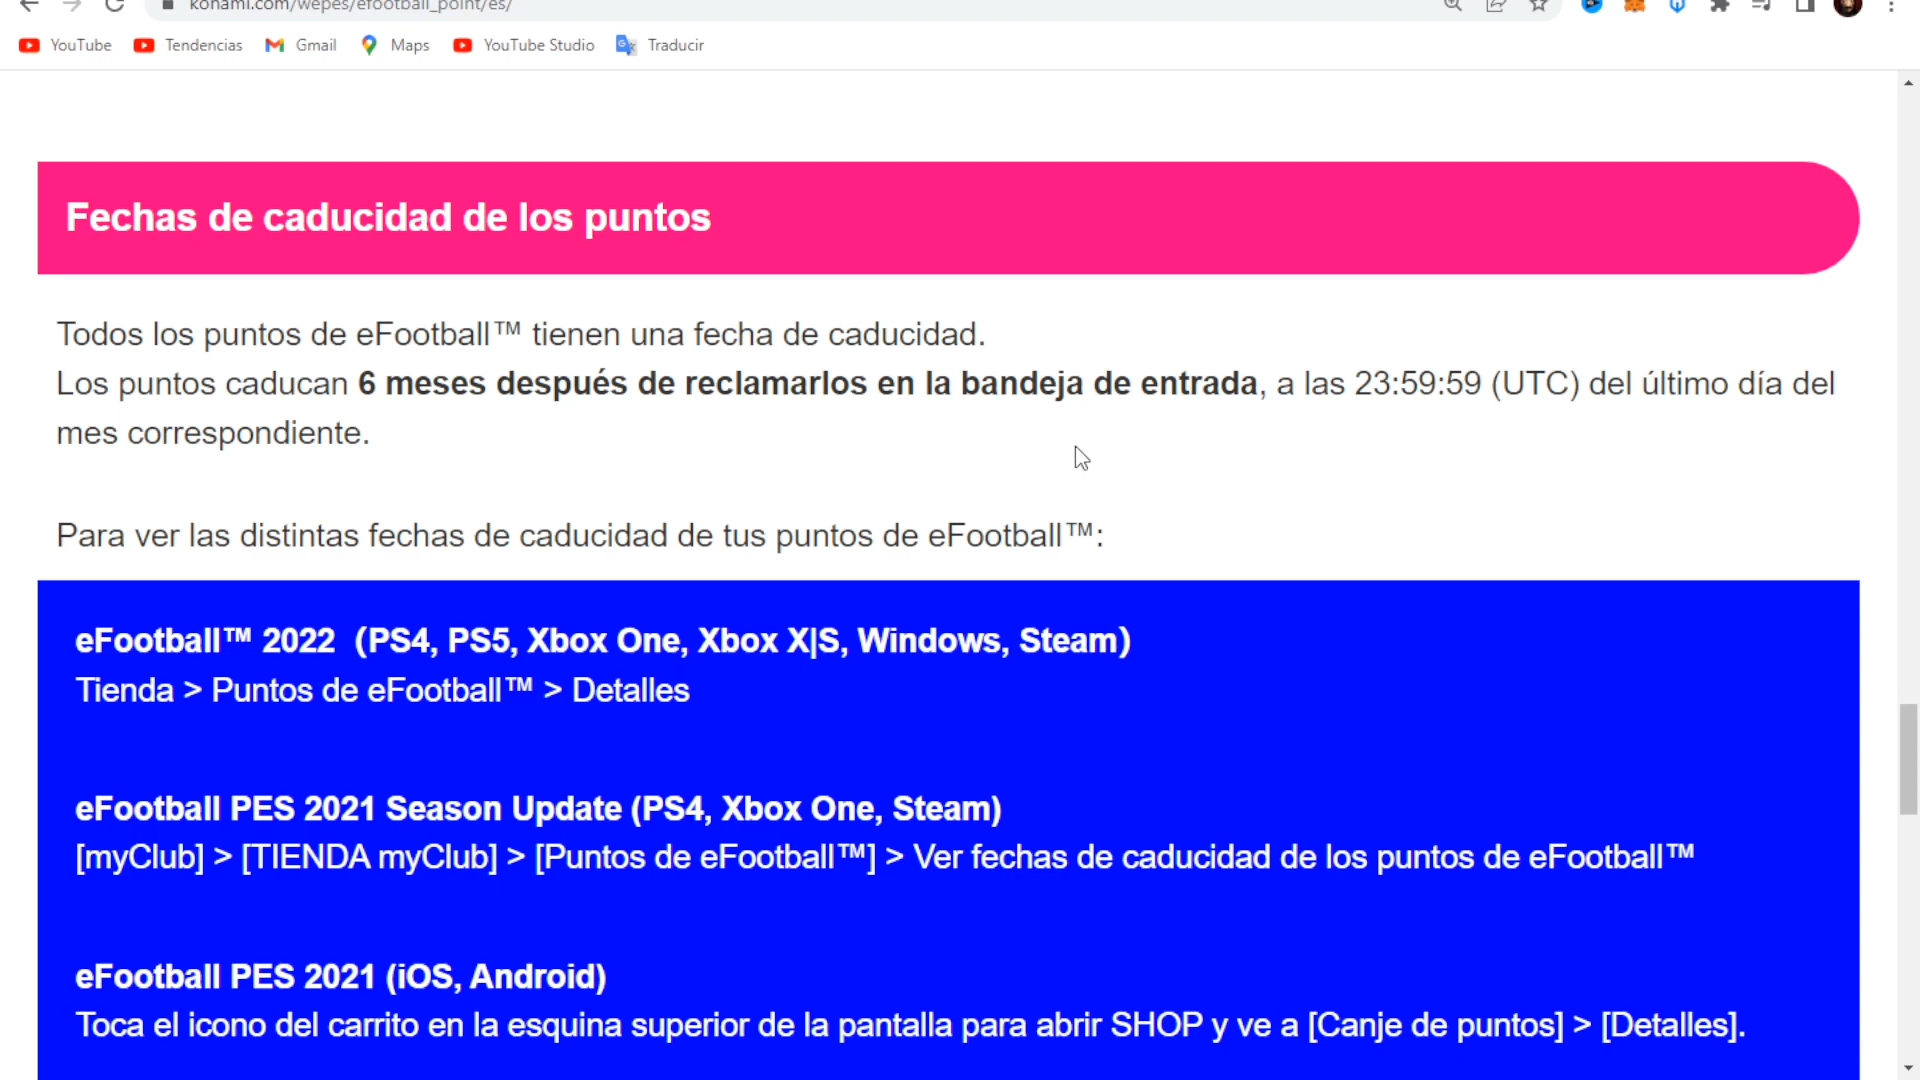 konami.com/wepes/efootball_point/es/
YouTube Tendencias Gmail Maps YouTube Studio Traducir
Fechas de caducidad de los puntos
Todos los puntos de eFootball™ tienen una fecha de caducidad.
Los puntos caducan 6 meses después de reclamarlos en la bandeja de entrada, a las 23:59:59 (UTC) del último día del
mes correspondiente.
Para ver las distintas fechas de caducidad de tus puntos de eFootball™:
eFootball™ 2022 (PS4, PS5, Xbox One, Xbox X|S, Windows, Steam)
Tienda > Puntos de eFootball™ > Detalles
eFootball PES 2021 Season Update (PS4, Xbox One, Steam)
[myClub] > [TIENDA myClub] > [Puntos de eFootball™] > Ver fechas de caducidad de los puntos de eFootball™
eFootball PES 2021 (iOS, Android)
Toca el icono del carrito en la esquina superior de la pantalla para abrir SHOP y ve a [Canje de puntos] > [Detalles].